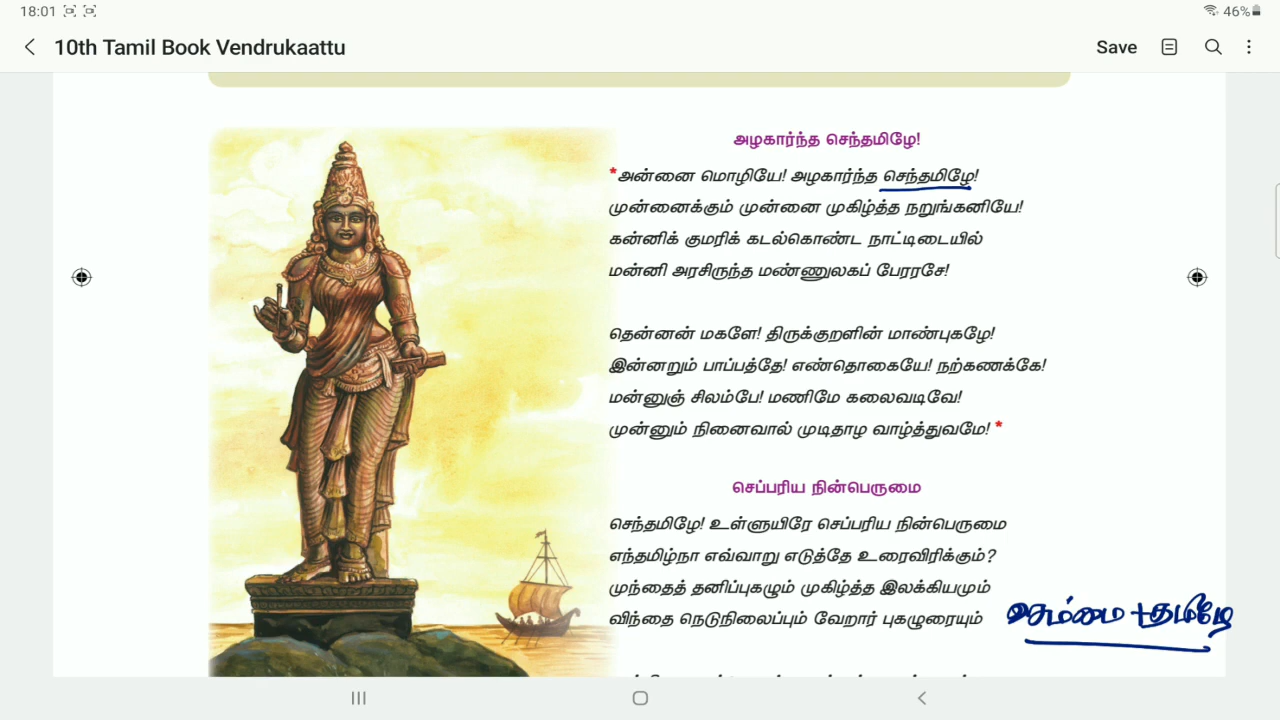 18:01 46%
10th Tamil Book Vendrukaattu Save
அழகார்ந்த செந்தமிழே!
*அன்னை மொழியே! அழகார்ந்த செந்தமிழே!
முன்னைக்கும் முன்னை முகிழ்த்த நறுங்கனியே!
கன்னிக் குமரிக் கடல்கொண்ட நாட்டிடையில்
மன்னி அரசிருந்த மண்ணுலகப் பேரரசே!
தென்னன் மகளே! திருக்குறளின் மாண்புகழே!
இன்னறும் பாப்பத்தே! எண்தொகையே! நற்கணக்கே!
மன்னுஞ் சிலம்பே! மணிமே கலைவடிவே!
முன்னும் நினைவால் முடிதாழ வாழ்த்துவமே! *
செப்பரிய நின்பெருமை
செந்தமிழே! உள்ளுயிரே செப்பரிய நின்பெருமை
எந்தமிழ்நா எவ்வாறு எடுத்தே உரைவிரிக்கும்?
முந்தைத் தனிப்புகழும் முகிழ்த்த இலக்கியமும்
விந்தை நெடுநிலைப்பும் வேறார் புகழுரையும்
செம்மை + தமிழே